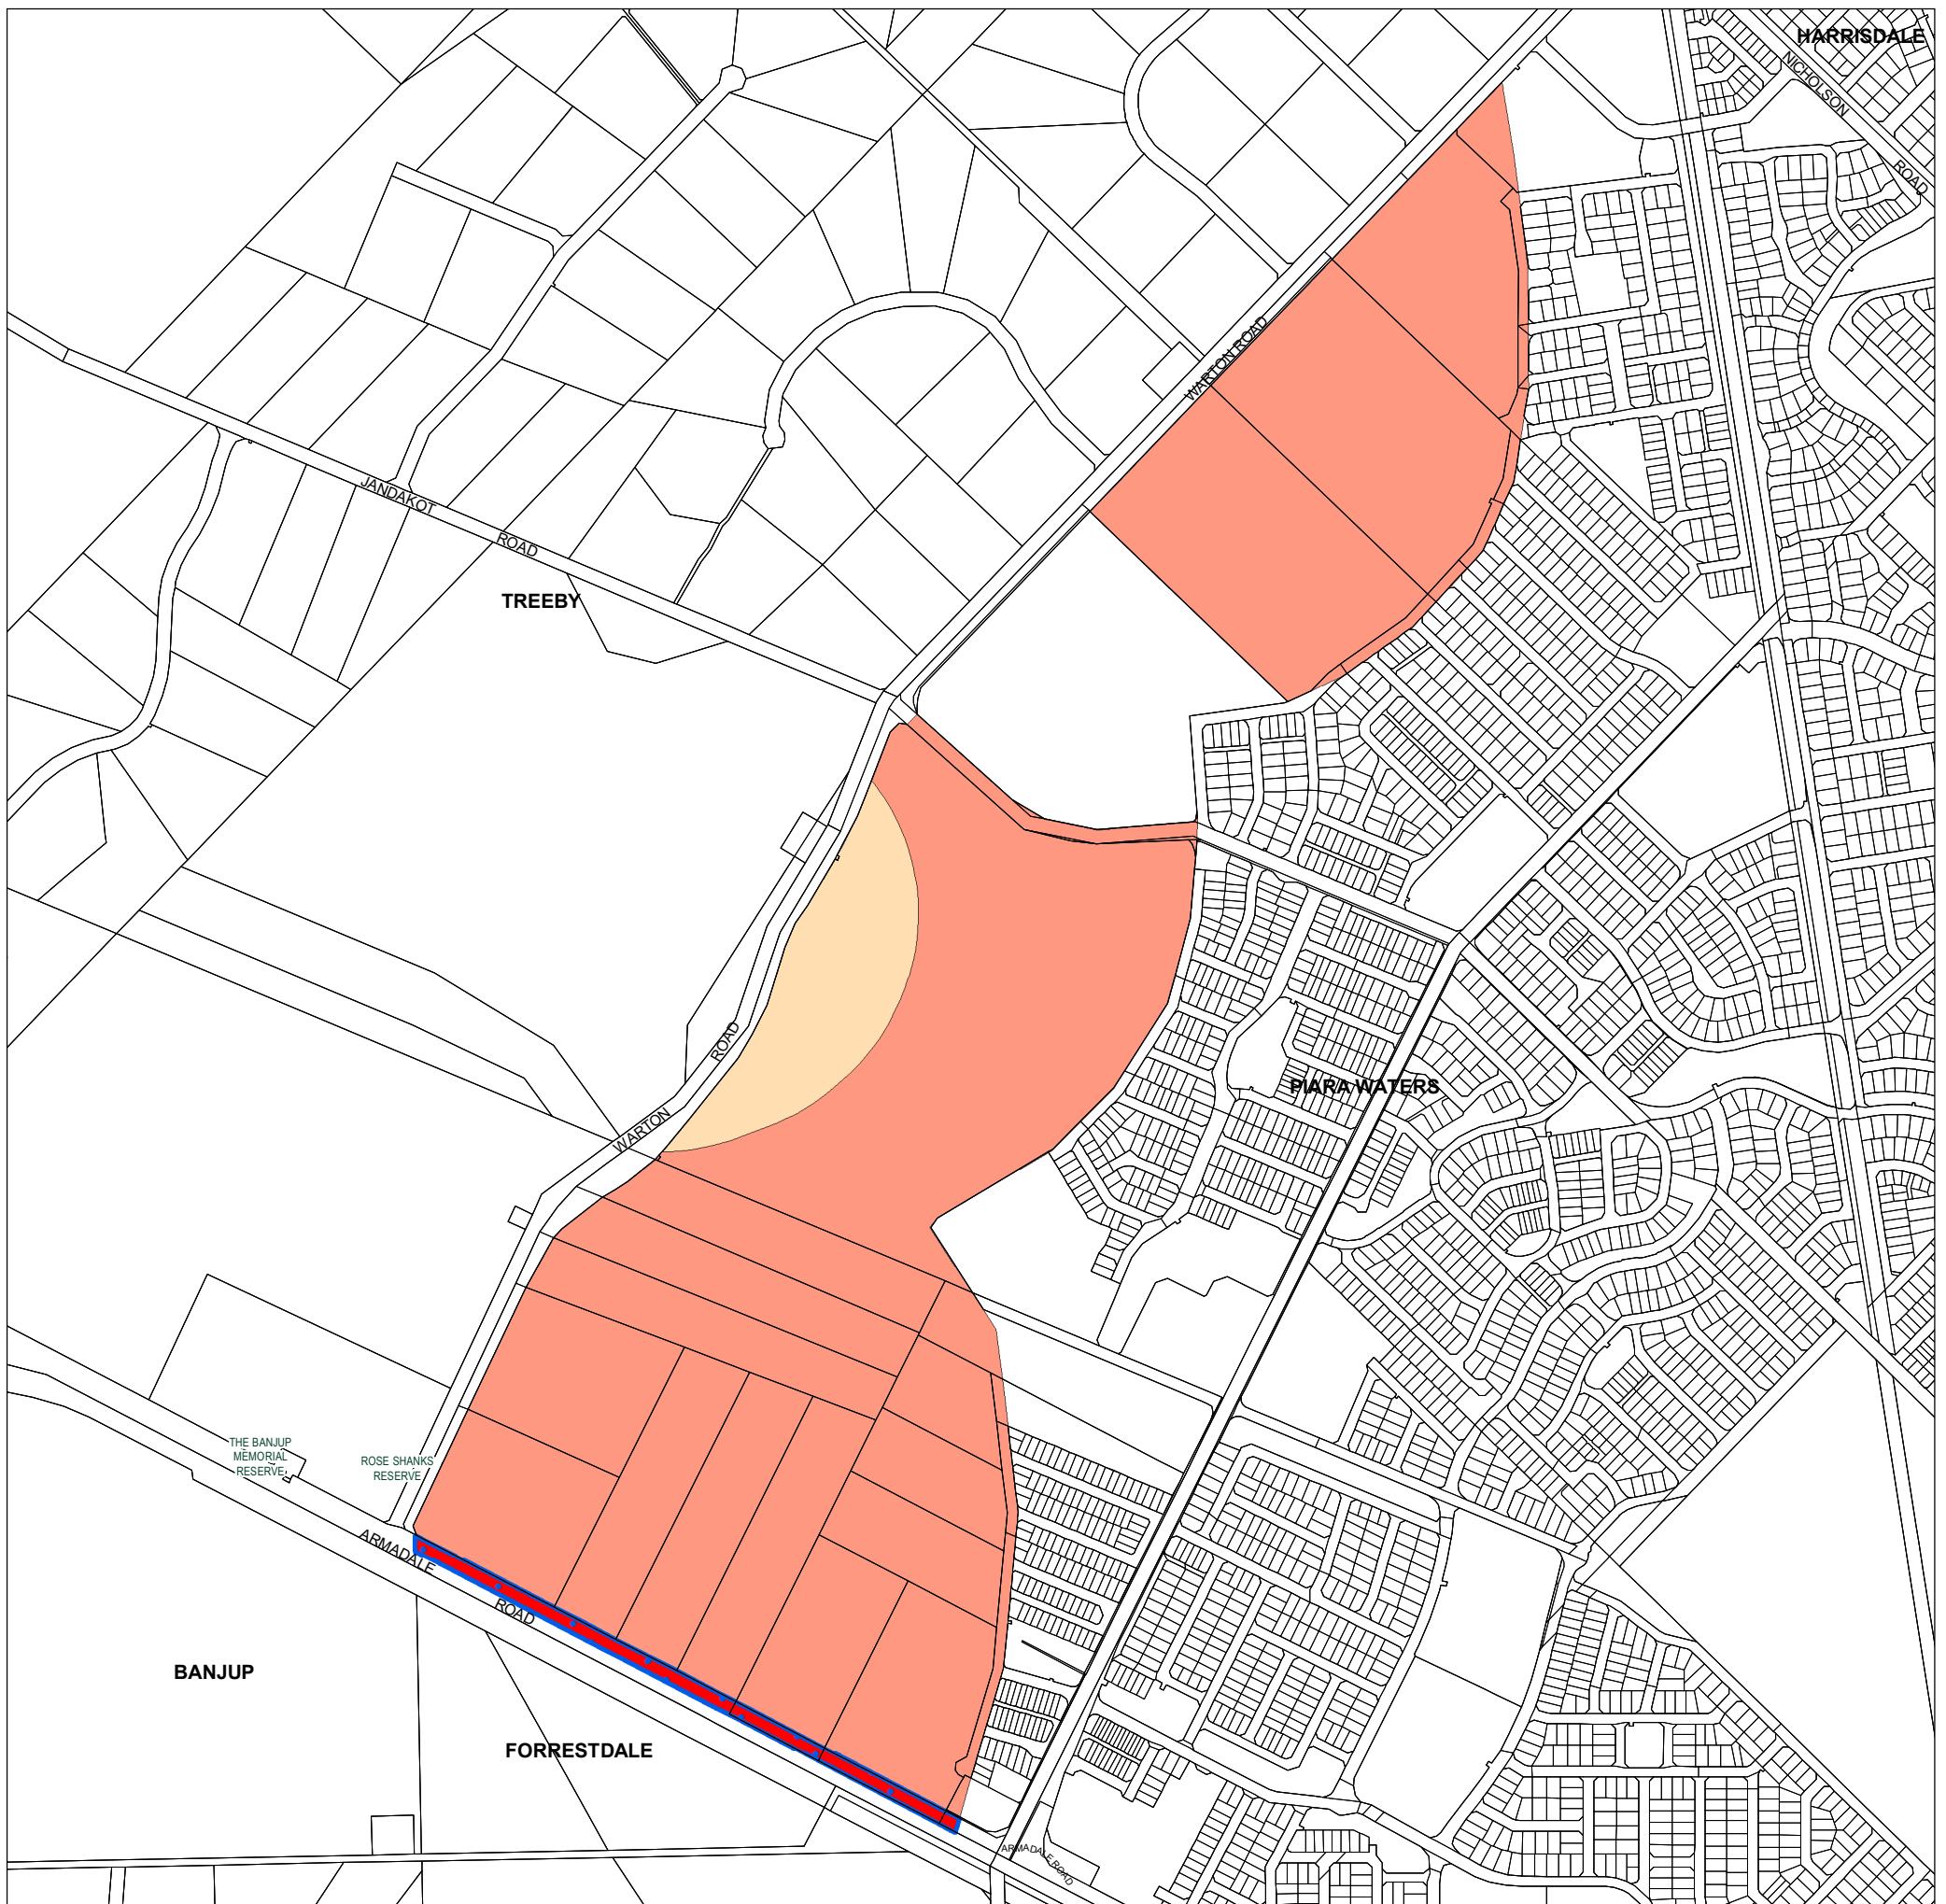 HARRISDALE
NICHOLSON
ROAD
WARTON ROAD
JANDAKOT
ROAD
TREEBY
ROAD
WARTON
PIARA WATERS
THE BANJUP
MEMORIAL
RESERVE
ROSE SHANKS
RESERVE
ARMADALE
ROAD
BANJUP
FORRESTDALE
ARMADALE ROAD